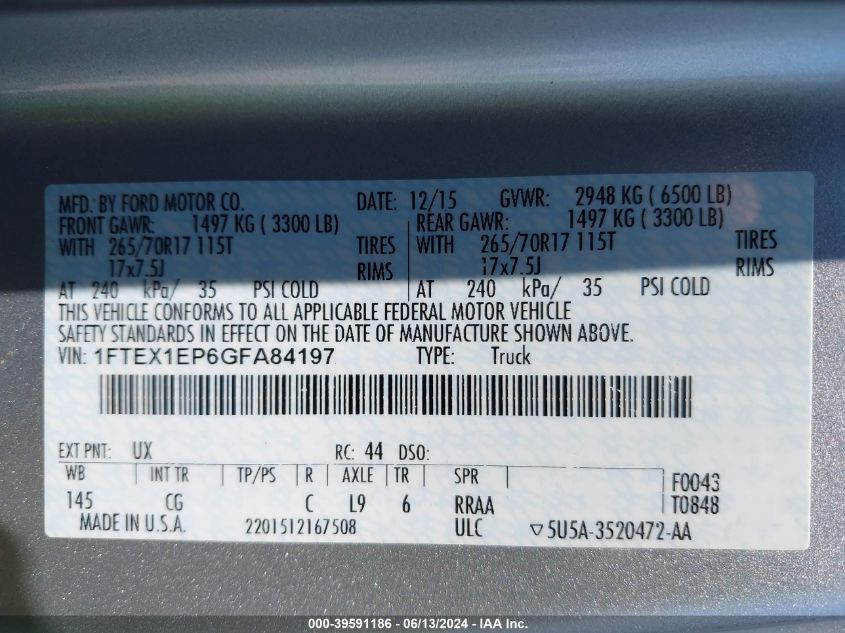 MFD. BY FORD MOTOR CO. DATE: 12/15 GVWR: 2948 KG ( 6500 LB)
FRONT GAWR: 1497 KG ( 3300 LB) REAR GAWR: 1497 KG ( 3300 LB)
WITH 265/70R17 115T TIRES WITH 265/70R17 115T TIRES
17x7.5J RIMS 17x7.5J RIMS
AT 240 kPa/ 35 PSI COLD AT 240 kPa/ 35 PSI COLD
THIS VEHICLE CONFORMS TO ALL APPLICABLE FEDERAL MOTOR VEHICLE
SAFETY STANDARDS IN EFFECT ON THE DATE OF MANUFACTURE SHOWN ABOVE.
VIN: 1FTEX1EP6GFA84197 TYPE: Truck
EXT PNT: UX RC: 44 DSO:
WB INT TR TP/PS R AXLE TR SPR F0043
145 CG C L9 6 RRAA T0848
MADE IN U.S.A. 2201512167508 ULC ▽5U5A-3520472-AA
000-39591186 - 06/13/2024 - IAA Inc.